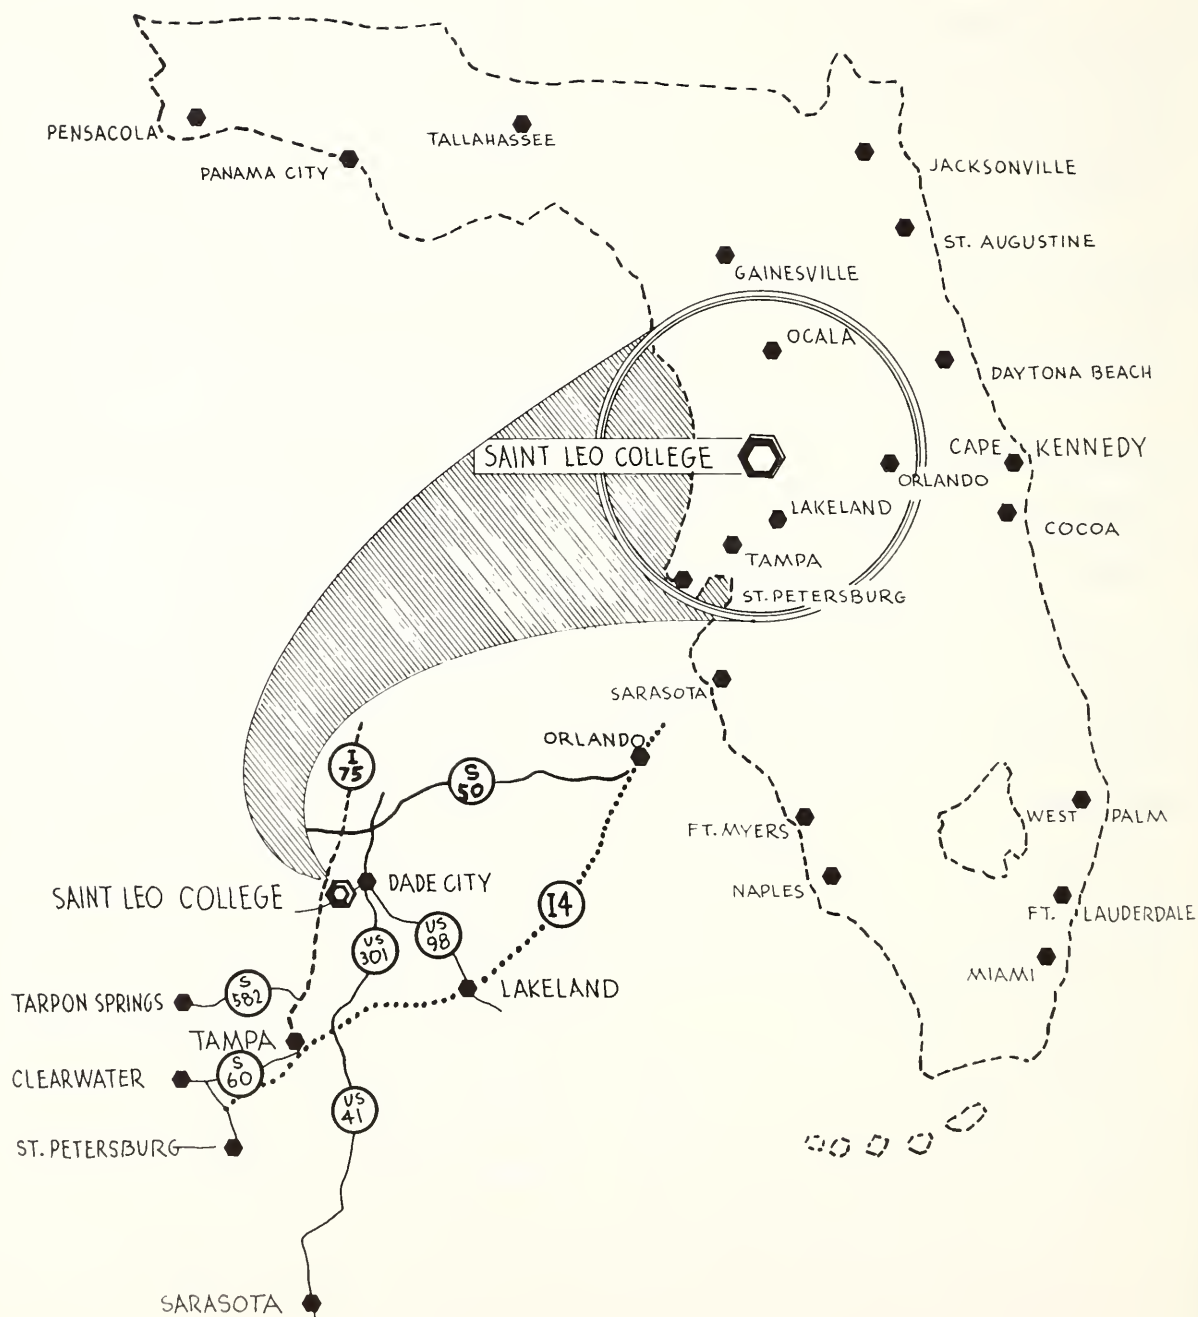 PENSACOLA
TALLAHASSEE
PANAMA CITY
JACKSONVILLE
ST. AUGUSTINE
GAINESVILLE
OCALA
DAYTONA BEACH
SAINT LEO COLLEGE
CAPE KENNEDY
ORLANDO
LAKELAND
COCOA
TAMPA
ST. PETERSBURG
SARASOTA
FT. MYERS
WEST PALM
NAPLES
FT. LAUDERDALE
MIAMI
ORLANDO
I
75
S
50
SAINT LEO COLLEGE
DADE CITY
I4
US
301
US
98
TARPON SPRINGS
S
582
LAKELAND
TAMPA
CLEARWATER
S
60
US
41
ST. PETERSBURG
SARASOTA